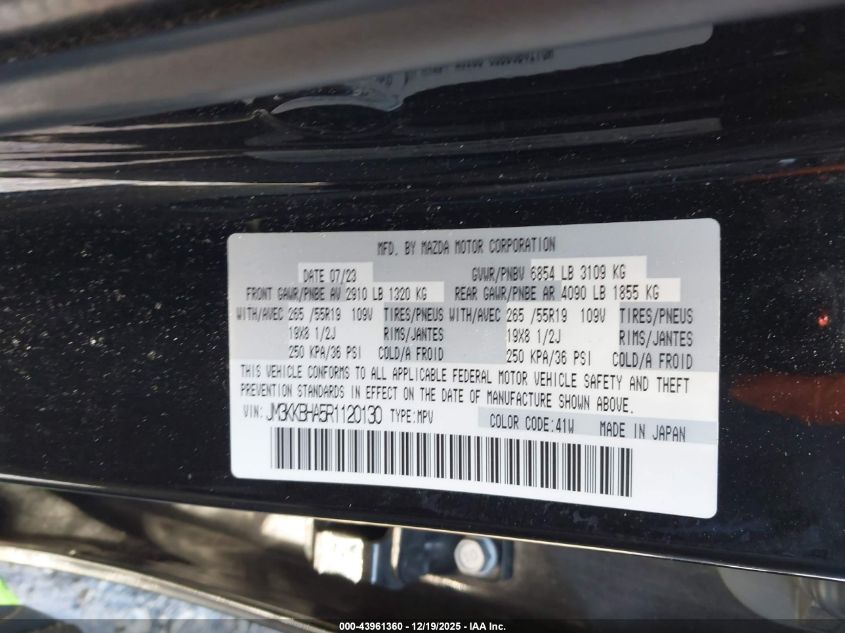 MFD. BY MAZDA MOTOR CORPORATION
DATE 07/23 GVWR/PNBV 6854 LB 3109 KG
FRONT GAWR/PNBE AV 2910 LB 1320 KG REAR GAWR/PNBE AR 4090 LB 1855 KG
WITH/AVEC 265 /55R19 109V TIRES/PNEUS WITH/AVEC 265 /55R19 109V TIRES/PNEUS
19X8 1/2J RIMS/JANTES 19X8 1/2J RIMS/JANTES
250 KPA/36 PSI COLD/A FROID 250 KPA/36 PSI COLD/A FROID
THIS VEHICLE CONFORMS TO ALL APPLICABLE FEDERAL MOTOR VEHICLE SAFETY AND THEFT
PREVENTION STANDARDS IN EFFECT ON THE DATE OF MANUFACTURE SHOWN ABOVE.
VIN: JM3KKBHA5R1120130 TYPE:MPV COLOR CODE:41W MADE IN JAPAN
000-43961360 - 12/19/2025 - IAA Inc.